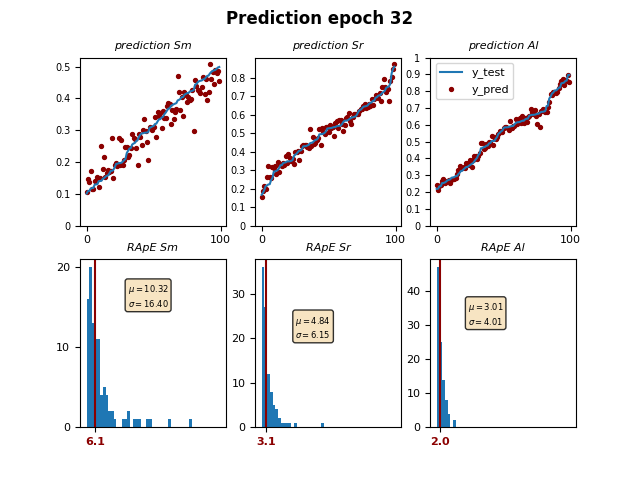 Prediction epoch 32
prediction Sm
prediction Sr
prediction Al
0.5
0.4
0.3
0.2
0.1
0
0 100
0.8
0.7
0.6
0.5
0.4
0.3
0.2
0.1
0
0 100
1
0.9
0.8
0.7
0.6
0.5
0.4
0.3
0.2
0.1
0
0 100
y_test
y_pred
RApE Sm
RApE Sr
RApE Al
20
10
0
μ = 10.32
σ = 16.40
6.1
30
20
10
0
μ = 4.84
σ = 6.15
3.1
40
30
20
10
0
μ = 3.01
σ = 4.01
2.0